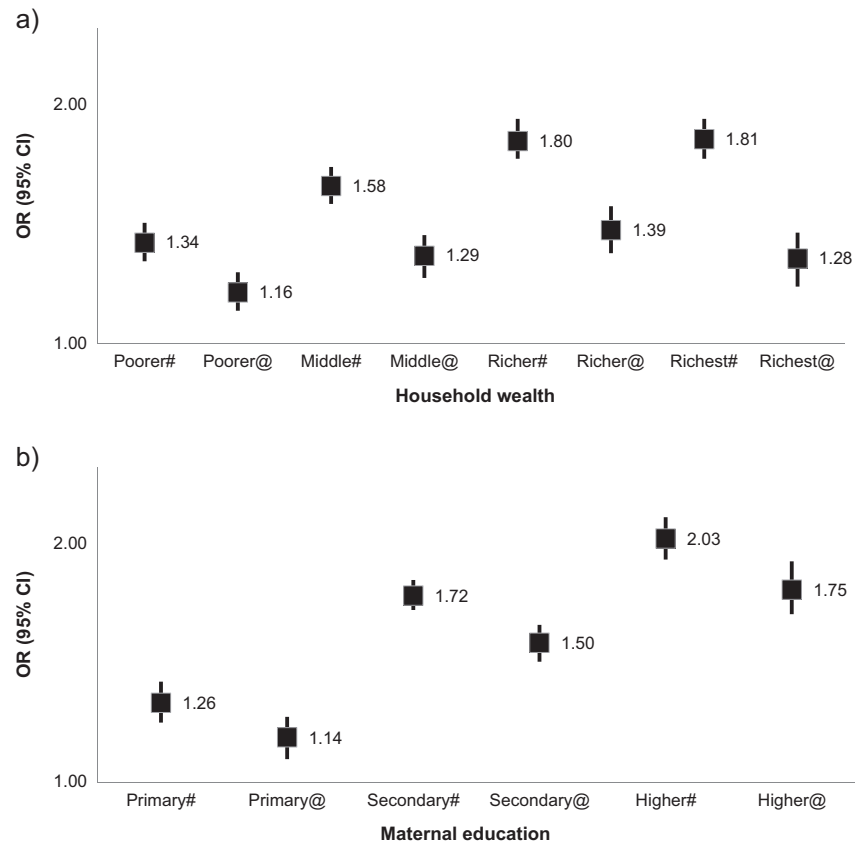 a)
2.00
OR (95% CI)
1.00
1.34
1.16
1.58
1.29
1.80
1.39
1.81
1.28
Poorer# Poorer@ Middle# Middle@ Richer# Richer@ Richest# Richest@
Household wealth
b)
2.00
OR (95% CI)
1.00
1.26
1.14
1.72
1.50
2.03
1.75
Primary# Primary@ Secondary# Secondary@ Higher# Higher@
Maternal education